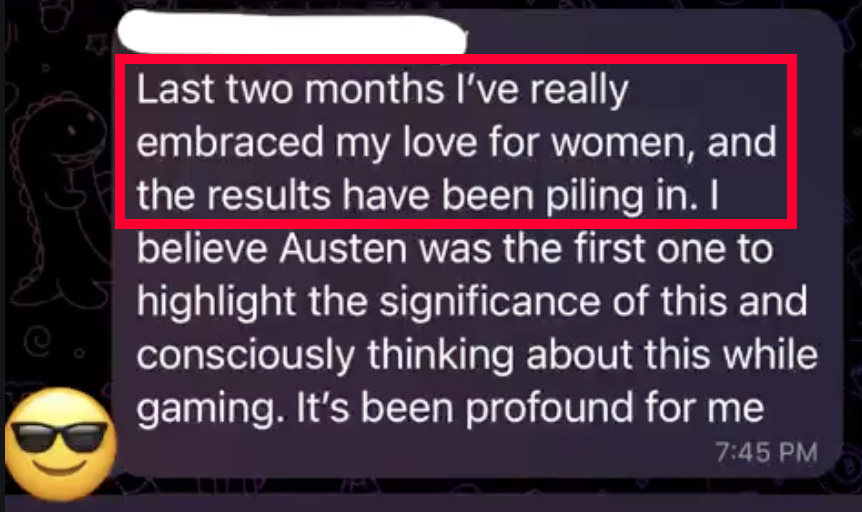 Last two months I've really
embraced my love for women, and
the results have been piling in. I
believe Austen was the first one to
highlight the significance of this and
consciously thinking about this while
gaming. It's been profound for me
7:45 PM